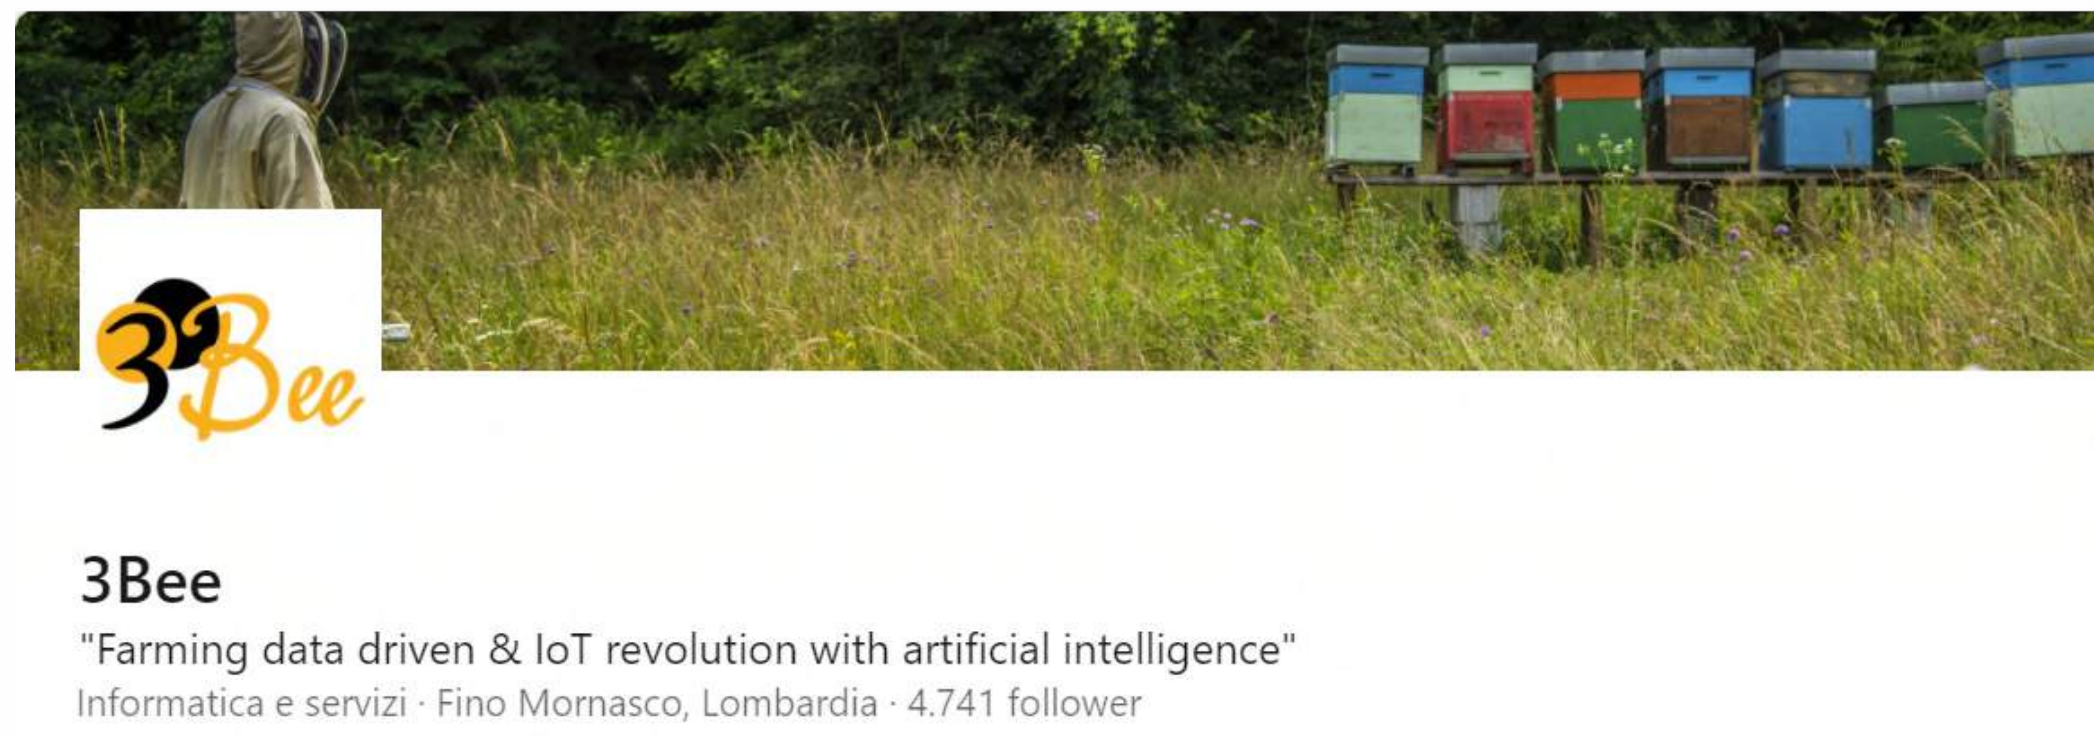 3Bee
3Bee
"Farming data driven & IoT revolution with artificial intelligence"
Informatica e servizi · Fino Mornasco, Lombardia · 4.741 follower